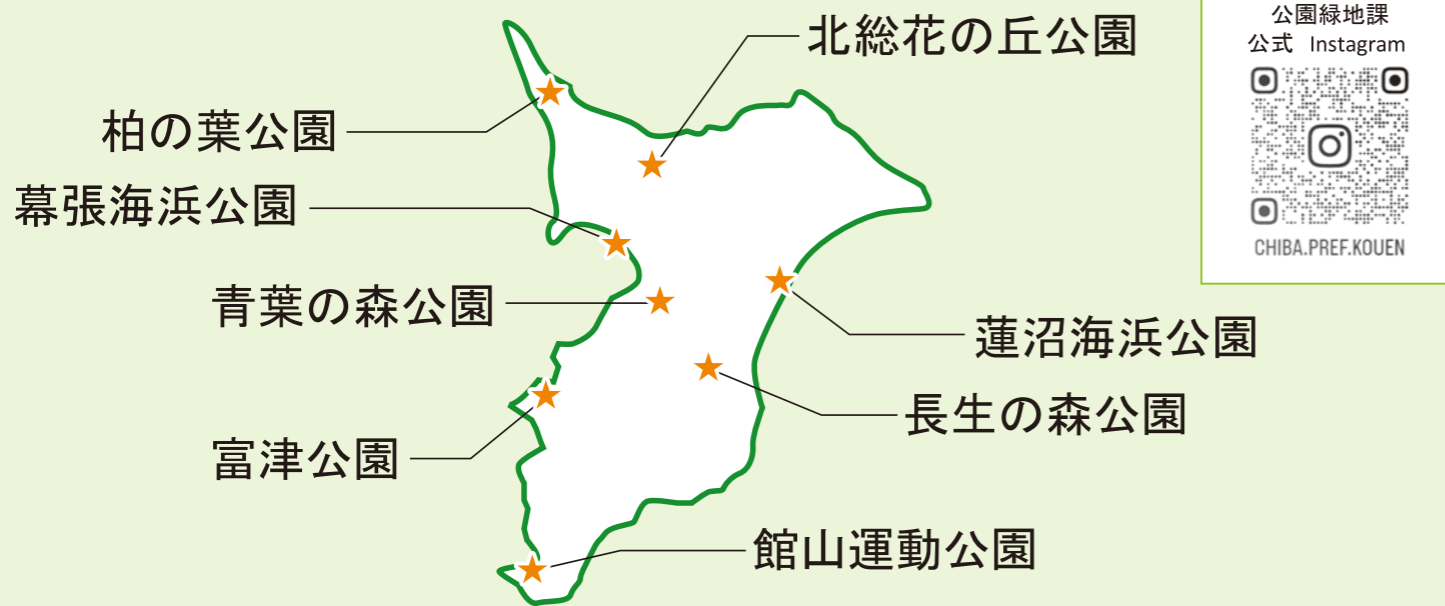 北総花の丘公園
柏の葉公園
幕張海浜公園
青葉の森公園
蓮沼海浜公園
長生の森公園
富津公園
館山運動公園
公園緑地課
公式 Instagram
CHIBA.PREF.KOUEN